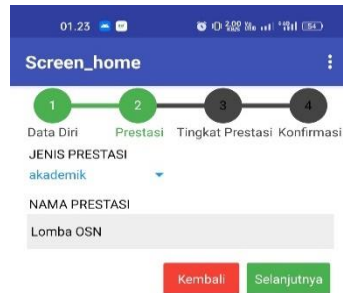 01.23
Screen_home
1 2 3 4
Data Diri Prestasi Tingkat Prestasi Konfirmasi
JENIS PRESTASI
akademik
NAMA PRESTASI
Lomba OSN
Kembali Selanjutnya